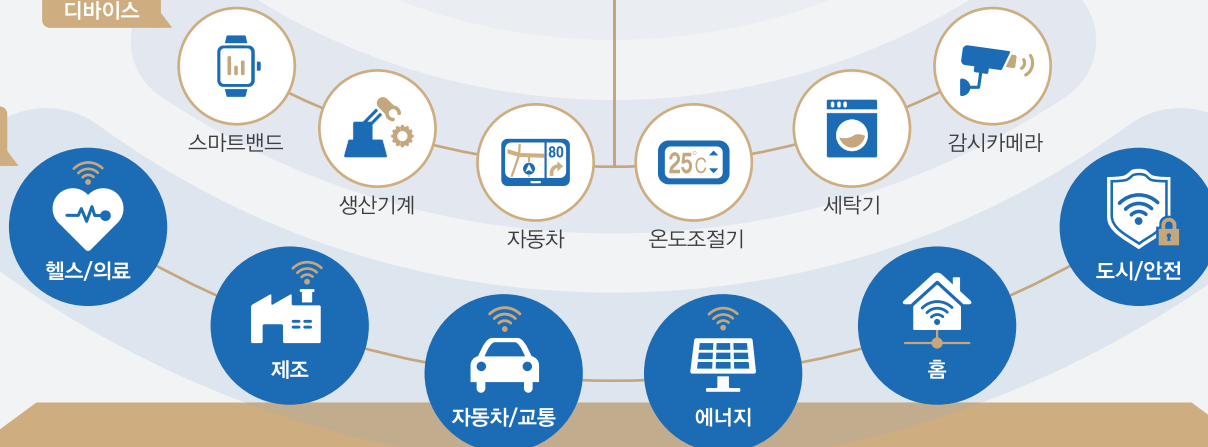 디바이스
스마트밴드
생산기계
80
자동차
25°C
온도조절기
세탁기
감시카메라
헬스/의료
제조
자동차/교통
에너지
홈
도시/안전